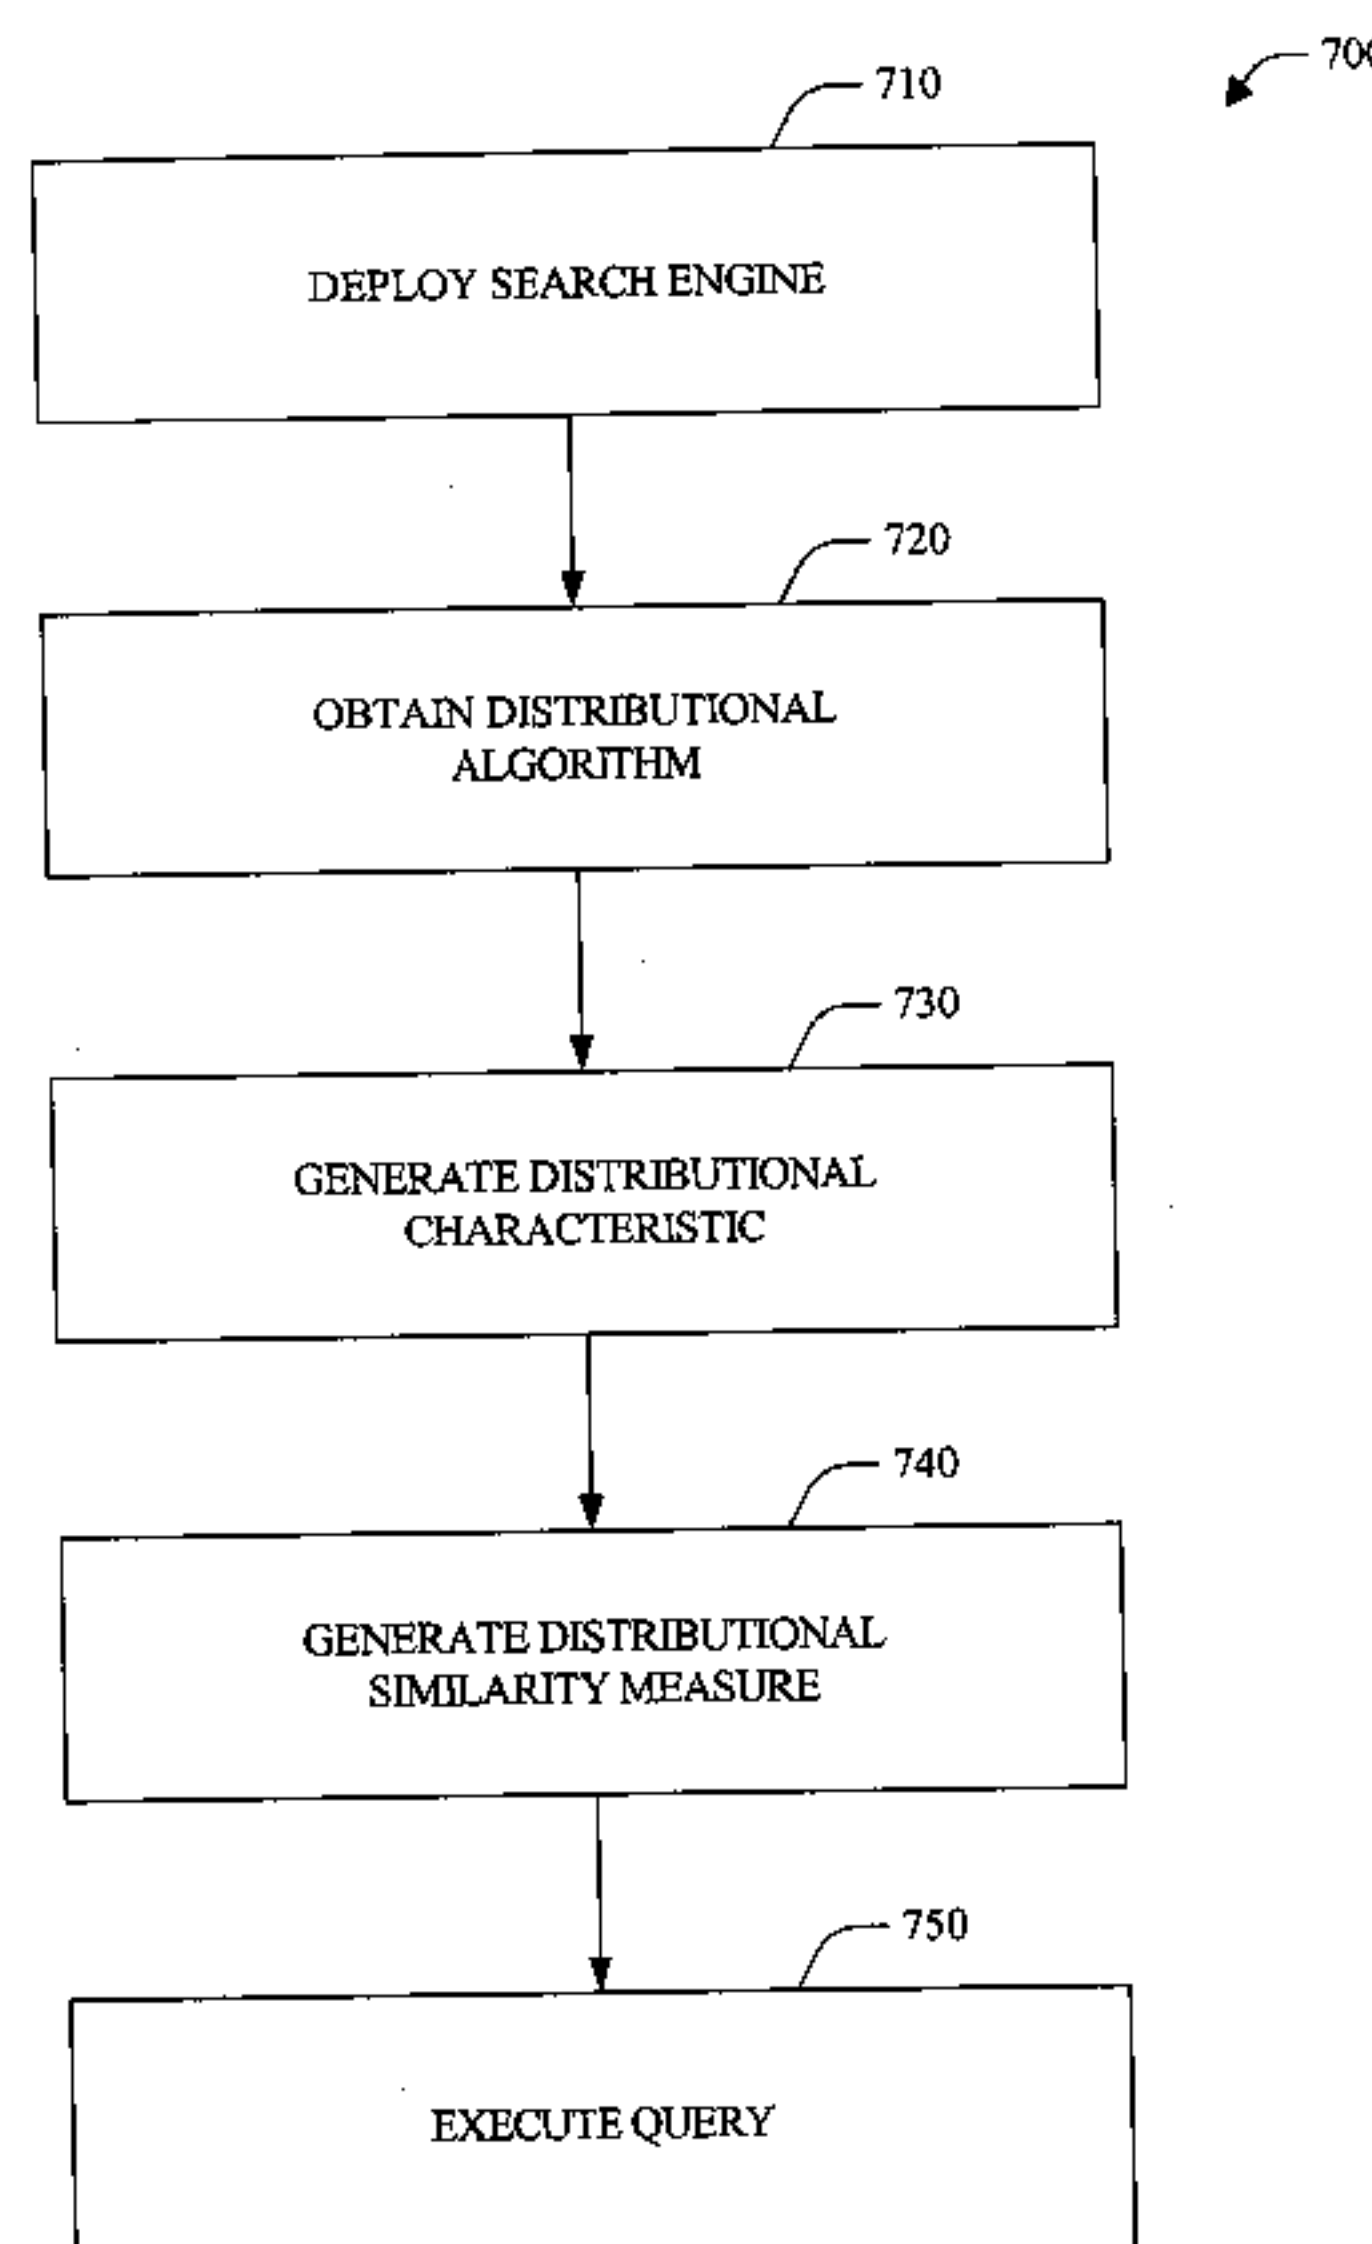 700
710
DEPLOY SEARCH ENGINE
720
OBTAIN DISTRIBUTIONAL
ALGORITHM
730
GENERATE DISTRIBUTIONAL
CHARACTERISTIC
740
GENERATE DISTRIBUTIONAL
SIMILARITY MEASURE
750
EXECUTE QUERY